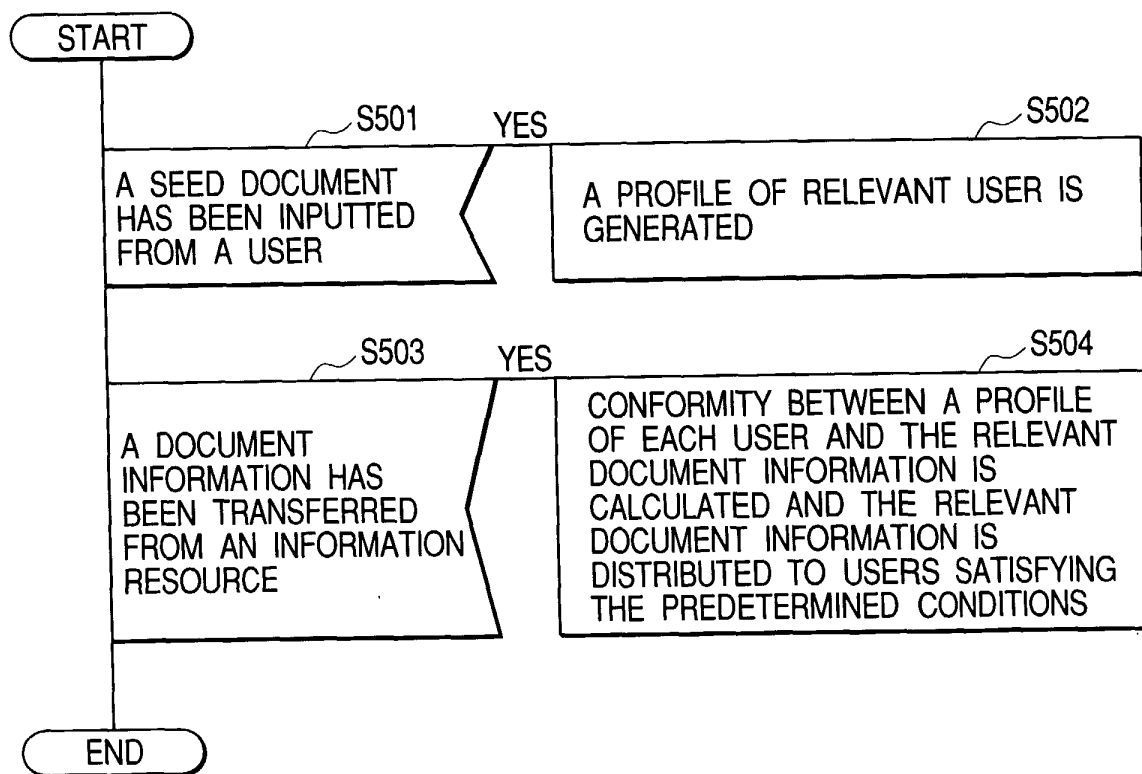 START
S501
YES
S502
A SEED DOCUMENT
HAS BEEN INPUTTED
FROM A USER
A PROFILE OF RELEVANT USER IS
GENERATED
S503
YES
S504
A DOCUMENT
INFORMATION HAS
BEEN TRANSFERRED
FROM AN INFORMATION
RESOURCE
CONFORMITY BETWEEN A PROFILE
OF EACH USER AND THE RELEVANT
DOCUMENT INFORMATION IS
CALCULATED AND THE RELEVANT
DOCUMENT INFORMATION IS
DISTRIBUTED TO USERS SATISFYING
THE PREDETERMINED CONDITIONS
END